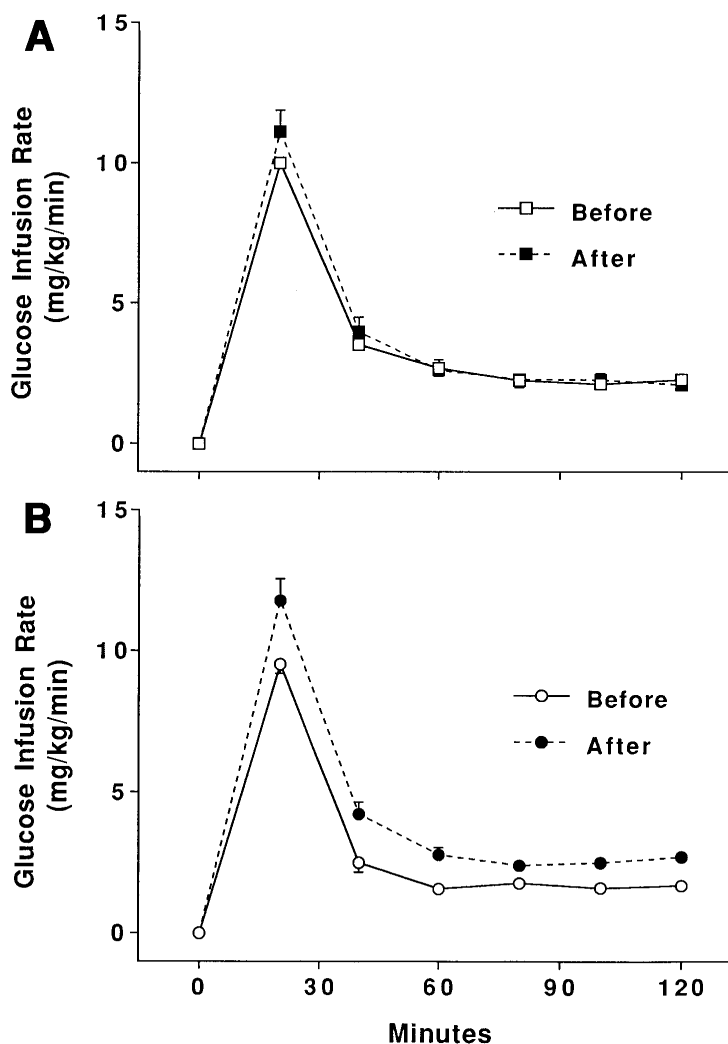 A
15
10
5
0
Glucose Infusion Rate
(mg/kg/min)
Before
After
B
15
10
5
0
Glucose Infusion Rate
(mg/kg/min)
Before
After
0 30 60 90 120
Minutes